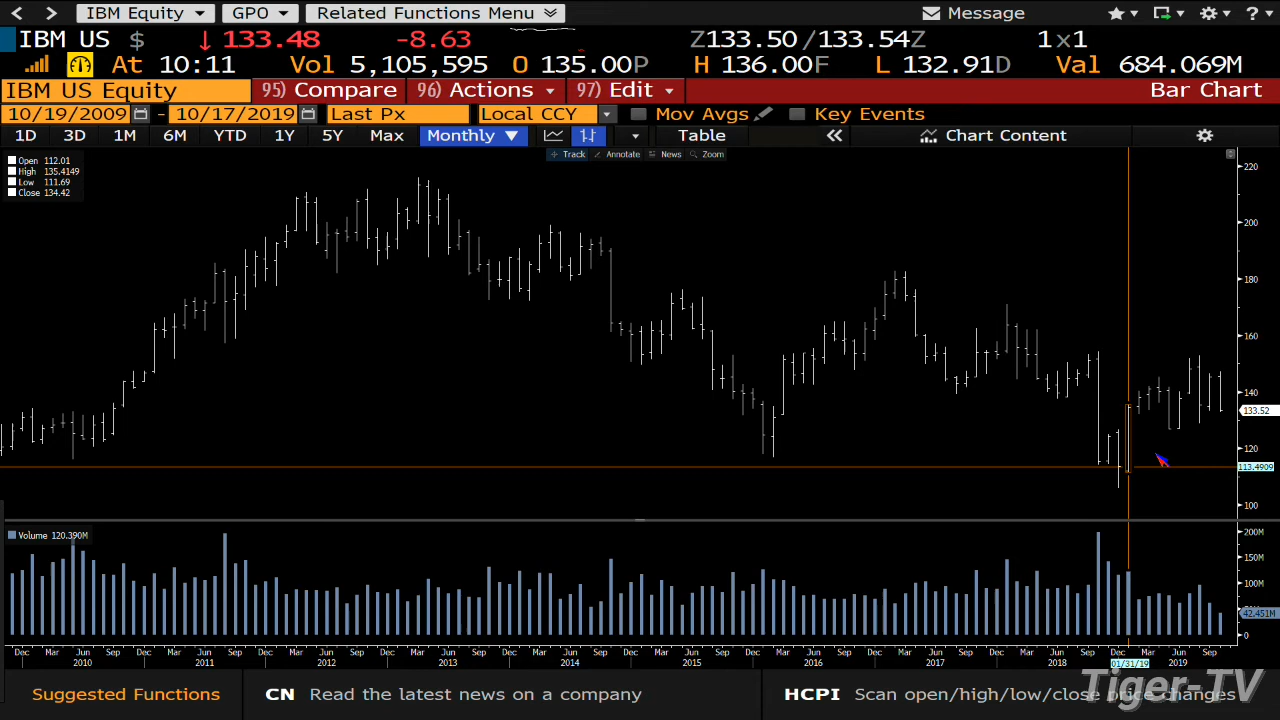 IBM Equity GPO Related Functions Menu Message
IBM US $ ↓ 133.48 -8.63 Z133.50 /133.54Z 1x1
At 10:11 Vol 5,105,595 O 135.00P H 136.00F L 132.91D Val 684.069M
IBM US Equity 95) Compare 96) Actions 97) Edit Bar Chart
10/19/2009 - 10/17/2019 Last Px Local CCY Mov Avgs Key Events
1D 3D 1M 6M YTD 1Y 5Y Max Monthly ▼ Table « Chart Content
Track Annotate News Zoom
Open 112.01
High 135.4149
Low 111.69
Close 134.42
220
200
180
160
140
133.52
120
113.4909
100
Volume 120.390M
200M
150M
100M
42.451M
0
Dec Mar Jun Sep Dec Mar Jun Sep Dec Mar Jun Sep Dec Mar Jun Sep Dec Mar Jun Sep Dec Mar Jun Sep Dec Mar Jun Sep Dec Mar Jun Sep Dec Mar Jun Sep Dec Mar Jun Sep
2010 2011 2012 2013 2014 2015 2016 2017 2018 01/31/19 2019
Suggested Functions CN Read the latest news on a company HCPI Scan open/high/low/close price changes
Tiger-TV